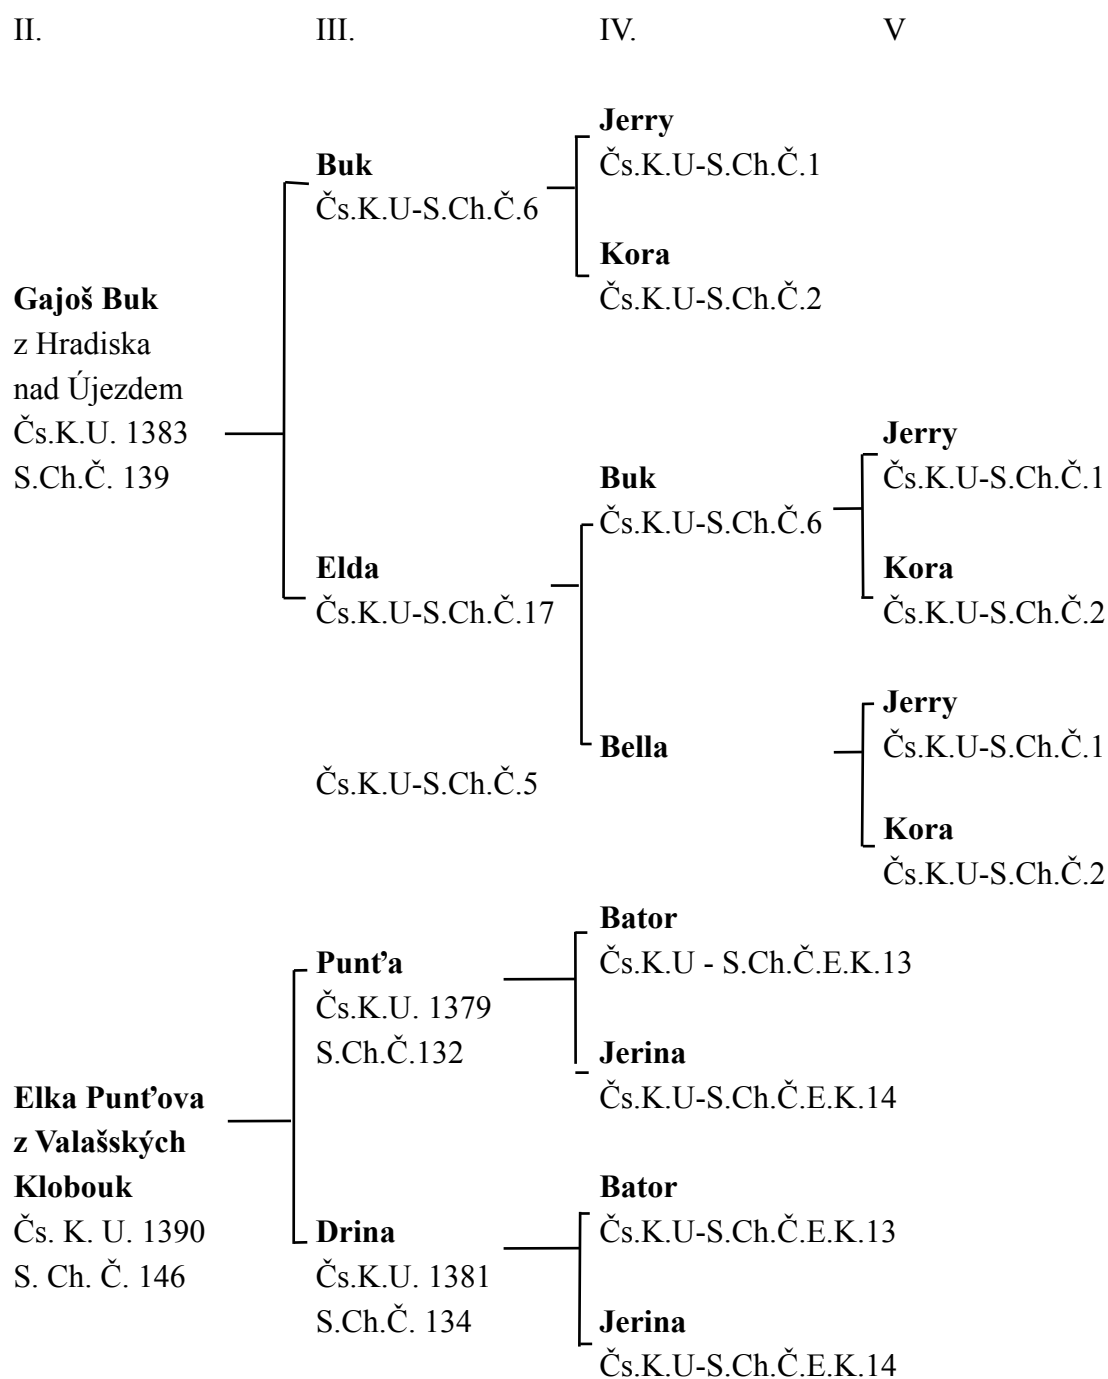 II.
III.
IV.
V
Jerry
Čs.K.U-S.Ch.Č.1
Buk
Čs.K.U-S.Ch.Č.6
Kora
Čs.K.U-S.Ch.Č.2
Gajoš Buk
z Hradiska
nad Újezdem
Čs.K.U. 1383
S.Ch.Č. 139
Jerry
Čs.K.U-S.Ch.Č.1
Buk
Čs.K.U-S.Ch.Č.6
Elda
Čs.K.U-S.Ch.Č.17
Kora
Čs.K.U-S.Ch.Č.2
Jerry
Čs.K.U-S.Ch.Č.1
Bella
Čs.K.U-S.Ch.Č.5
Kora
Čs.K.U-S.Ch.Č.2
Bator
Čs.K.U - S.Ch.Č.E.K.13
Punťa
Čs.K.U. 1379
S.Ch.Č.132
Jerina
Čs.K.U-S.Ch.Č.E.K.14
Elka Punťova
z Valašských
Klobouk
Čs. K. U. 1390
S. Ch. Č. 146
Bator
Čs.K.U-S.Ch.Č.E.K.13
Drina
Čs.K.U. 1381
S.Ch.Č. 134
Jerina
Čs.K.U-S.Ch.Č.E.K.14